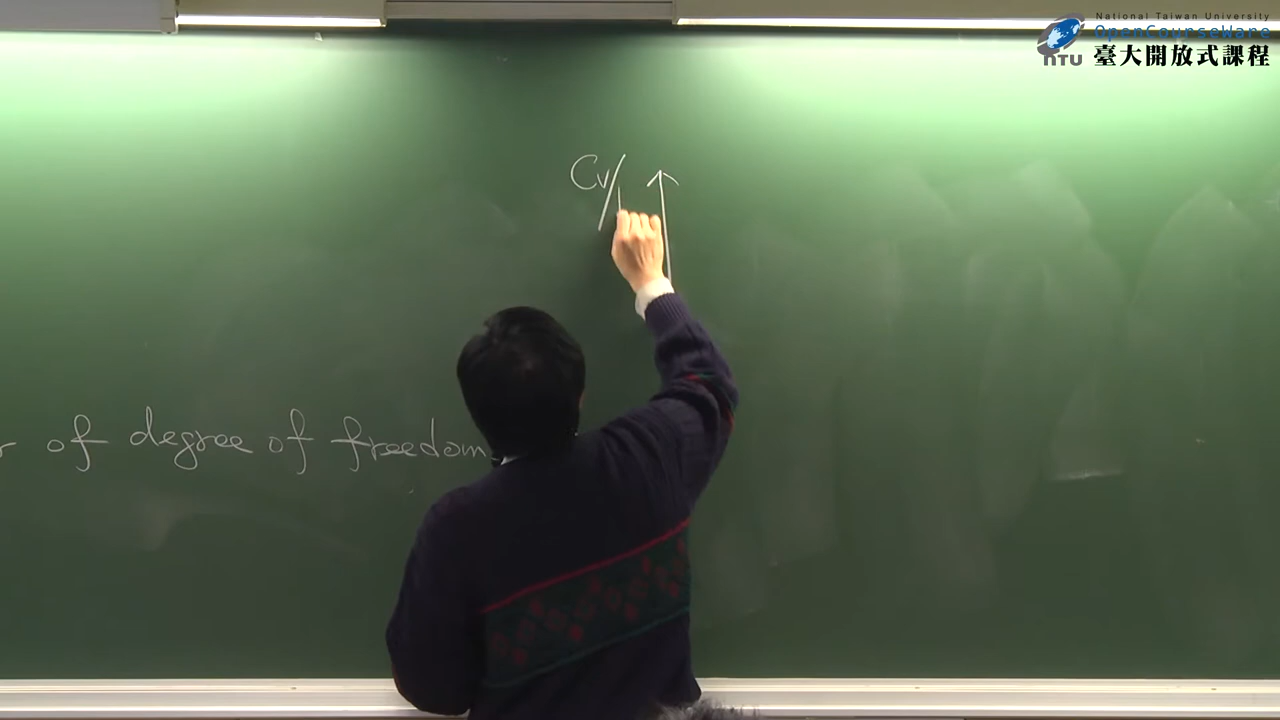 National Taiwan University
OpenCourseWare
NTU 臺大開放式課程
Cv/
of degree of freedom